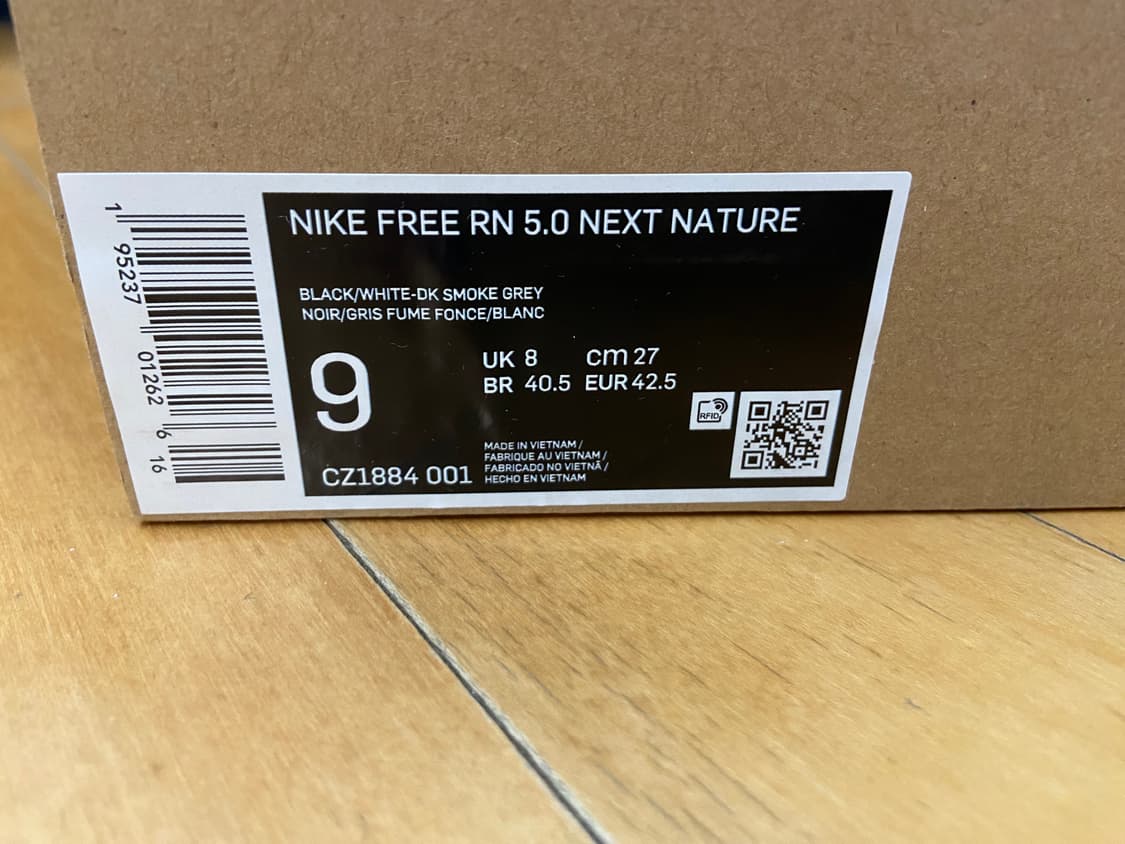 NIKE FREE RN 5.0 NEXT NATURE
BLACK/WHITE-DK SMOKE GREY
NOIR/GRIS FUME FONCE/BLANC
9
UK 8 cm 27
BR 40.5 EUR 42.5
RFID
MADE IN VIETNAM /
FABRIQUE AU VIETNAM /
FABRICADO NO VIETNÃ /
HECHO EN VIETNAM
CZ1884 001
1 95237 01262 6 16